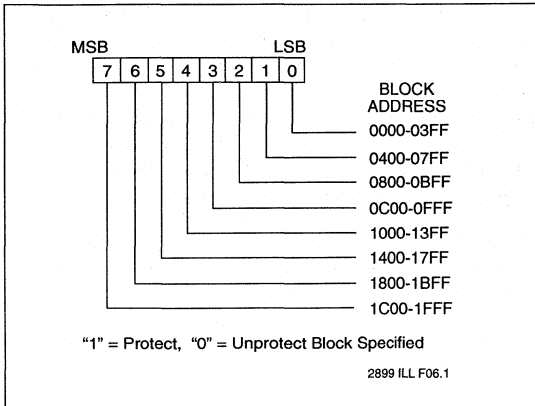 MSB LSB
7 6 5 4 3 2 1 0
BLOCK
ADDRESS
0000-03FF
0400-07FF
0800-0BFF
0C00-0FFF
1000-13FF
1400-17FF
1800-1BFF
1C00-1FFF
“1” = Protect, “0” = Unprotect Block Specified
2899 ILL F06.1